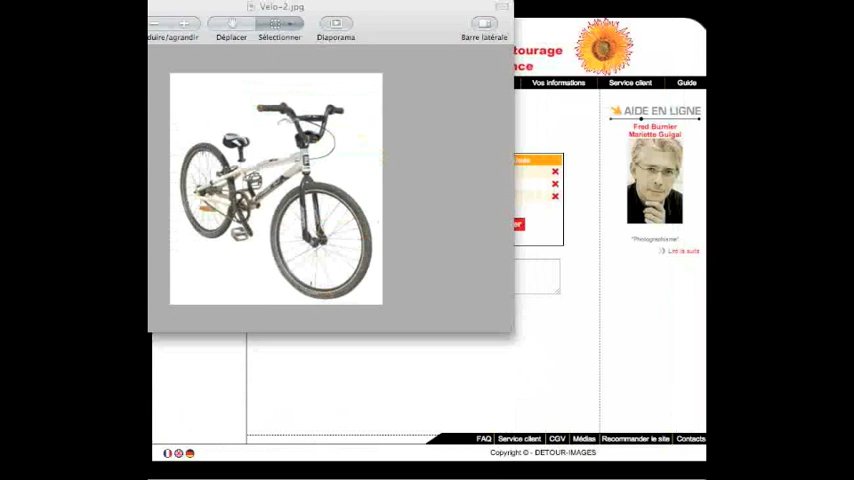 Velo-2.jpg
duire/agrandir
Déplacer
Sélectionner
Diaporama
Barre latérale
tourage
nce
Vos informations
Service client
Guide
AIDE EN LIGNE
Fred Burnier
Mariette Guigal
"Photographisme"
Lire la suite
er
FAQ
Service client
CGV
Médias
Recommander le site
Contacts
Copyright © - DETOUR-IMAGES